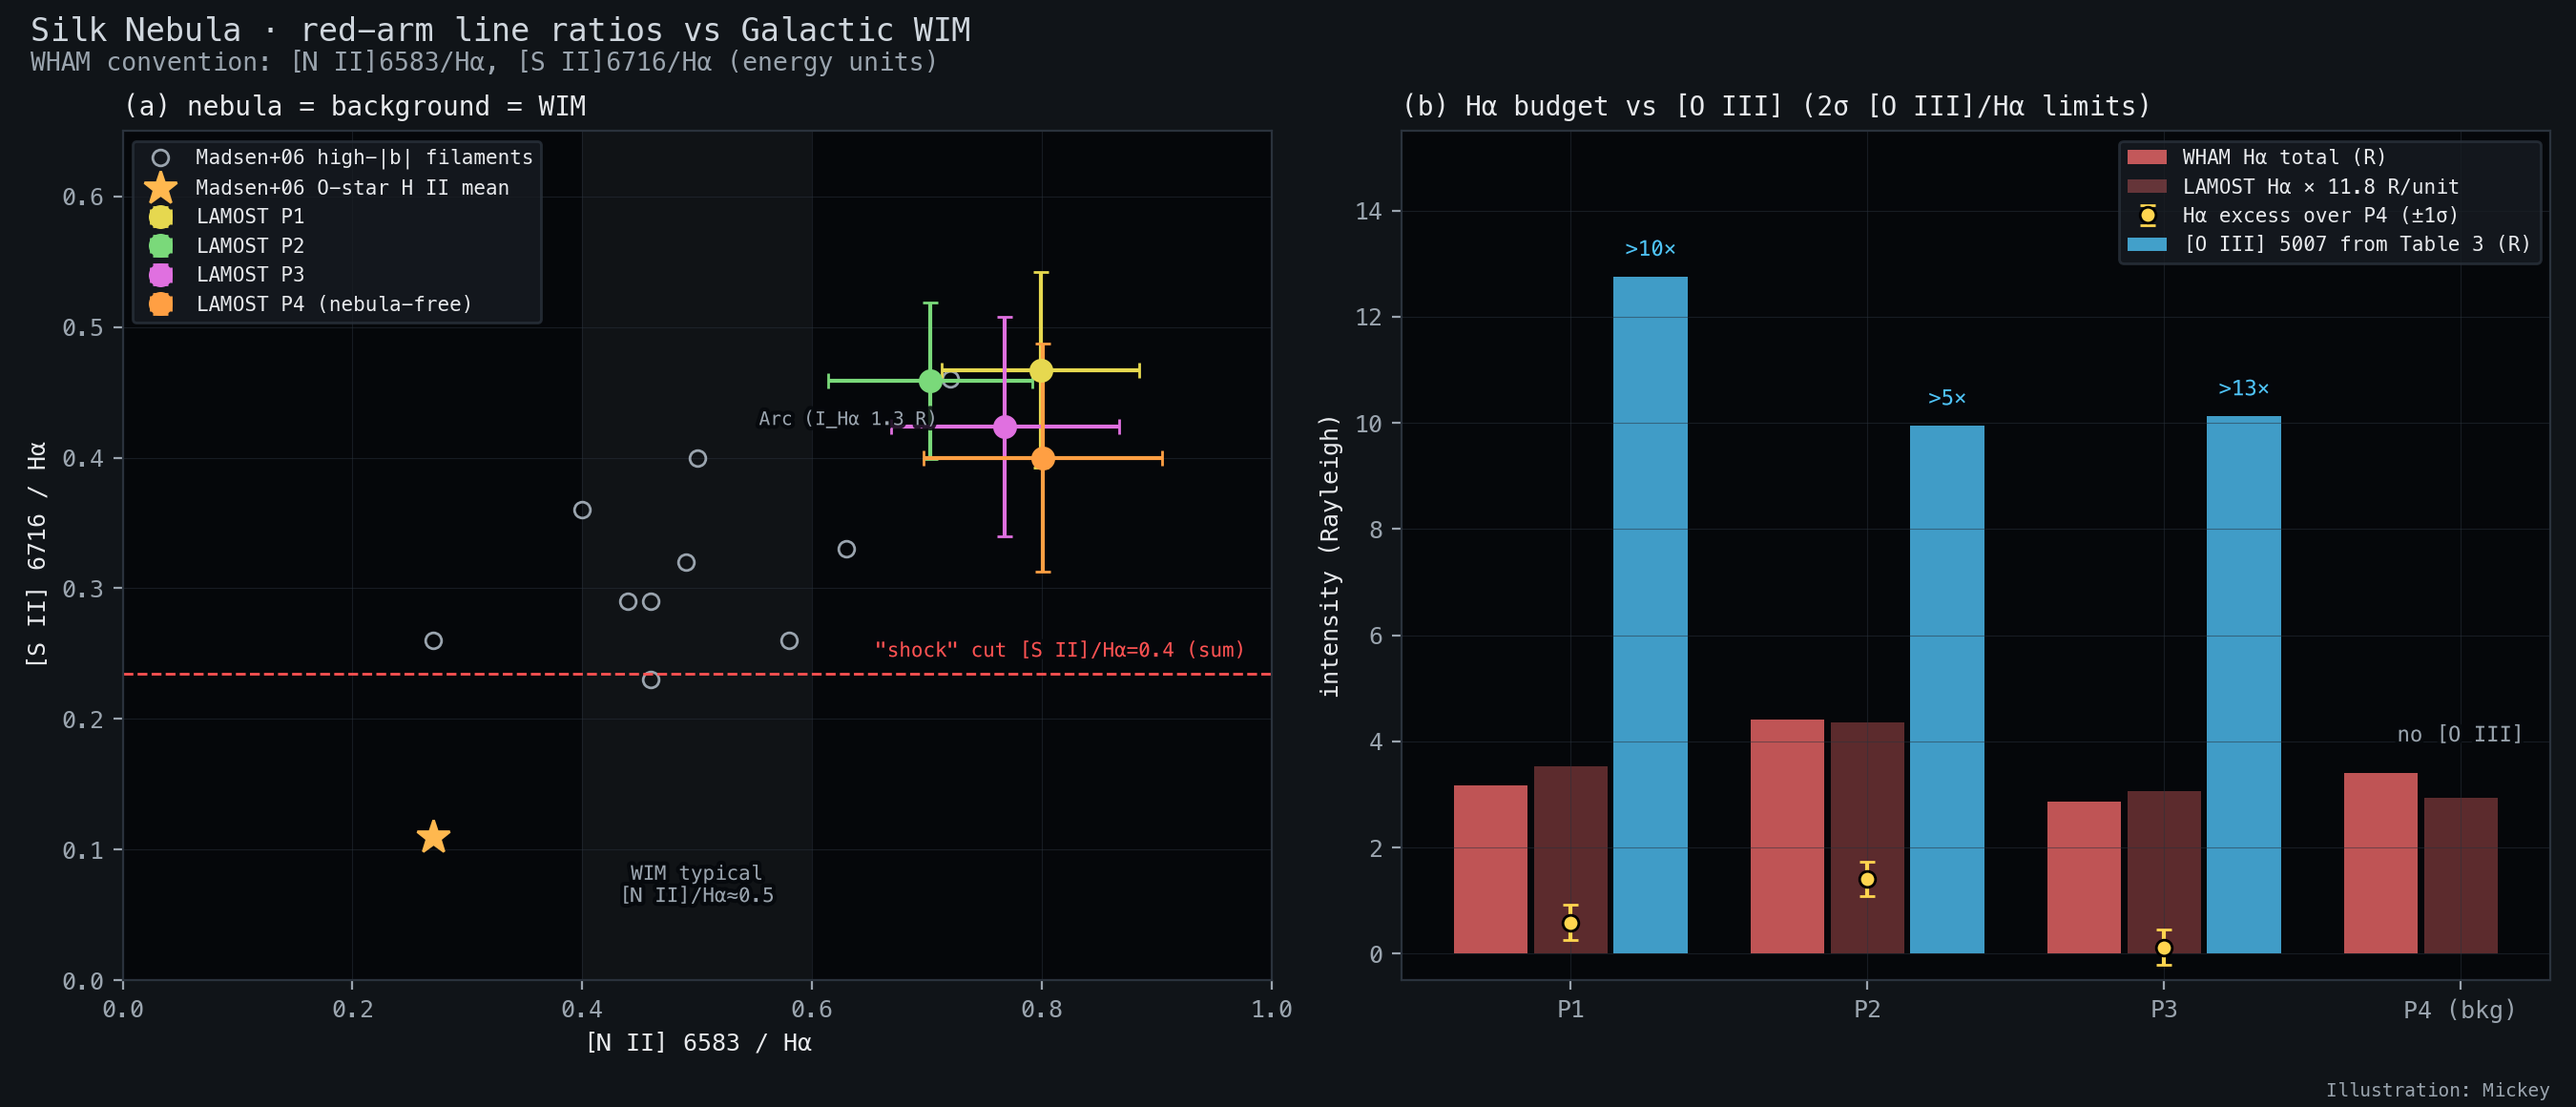 Silk Nebula · red−arm line ratios vs Galactic WIM
WHAM convention: [N II]6583/Hα, [S II]6716/Hα (energy units)
(a) nebula = background = WIM
Madsen+06 high−|b| filaments
Madsen+06 O−star H II mean
LAMOST P1
LAMOST P2
LAMOST P3
LAMOST P4 (nebula−free)
Arc (I_Hα 1.3 R)
"shock" cut [S II]/Hα=0.4 (sum)
WIM typical
[N II]/Hα≈0.5
[S II] 6716 / Hα
0.6
0.5
0.4
0.3
0.2
0.1
0.0
0.0
0.2
0.4
0.6
0.8
1.0
[N II] 6583 / Hα
(b) Hα budget vs [O III] (2σ [O III]/Hα limits)
WHAM Hα total (R)
LAMOST Hα × 11.8 R/unit
Hα excess over P4 (±1σ)
[O III] 5007 from Table 3 (R)
>10×
>5×
>13×
no [O III]
intensity (Rayleigh)
14
12
10
8
6
4
2
0
P1
P2
P3
P4 (bkg)
Illustration: Mickey